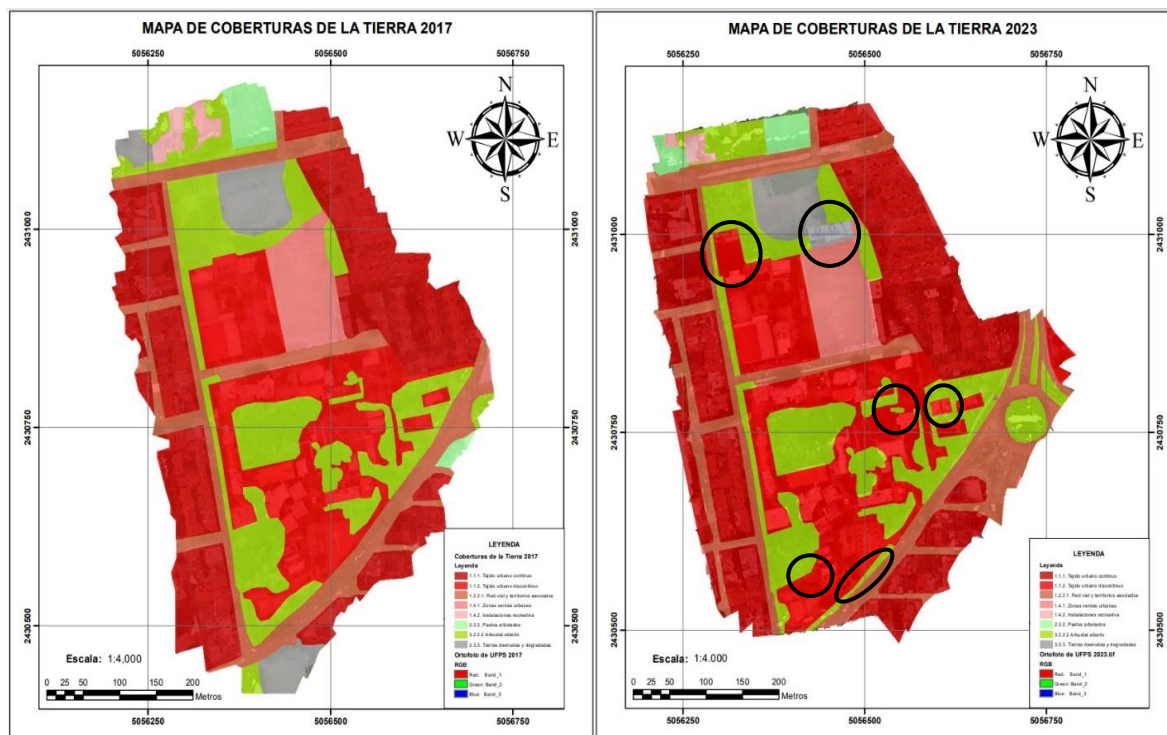 MAPA DE COBERTURAS DE LA TIERRA 2017
5056250 5056500 5056750
N
W E
S
2431000 2431000
2430750 2430750
2430500 2430500
LEYENDA
Coberturas de la Tierra 2017
Leyenda
1.1.1. Tejido urbano continuo
1.1.2. Tejido urbano discontinuo
1.2.2.1. Red vial y territorios asociados
1.4.1. Zonas verdes urbanas
1.4.2. Instalaciones recreativa
2.3.2. Pastos arbolados
3.2.2.2 Arbustal abierto
3.3.3. Tierras desnudas y degradadas
Ortofoto de UFPS 2017
RGB
Red: Band_1
Green: Band_2
Blue: Band_3
Escala: 1:4,000
0 25 50 100 150 200
Metros
5056250 5056500 5056750
MAPA DE COBERTURAS DE LA TIERRA 2023
5056250 5056500 5056750
N
W E
S
2431000 2431000
2430750 2430750
2430500 2430500
LEYENDA
Leyenda
1.1.1. Tejido urbano continuo
1.1.2. Tejido urbano discontinuo
1.2.2.1. Red vial y territorios asociados
1.4.1. Zonas verdes urbanas
1.4.2. Instalaciones recreativa
2.3.2. Pastos arbolados
3.2.2.2 Arbustal abierto
3.3.3. Tierras desnudas y degradadas
Ortofoto de UFPS 2023.tif
RGB
Red: Band_1
Green: Band_2
Blue: Band_3
Escala: 1:4.000
0 25 50 100 150 200
Metros
5056250 5056500 5056750